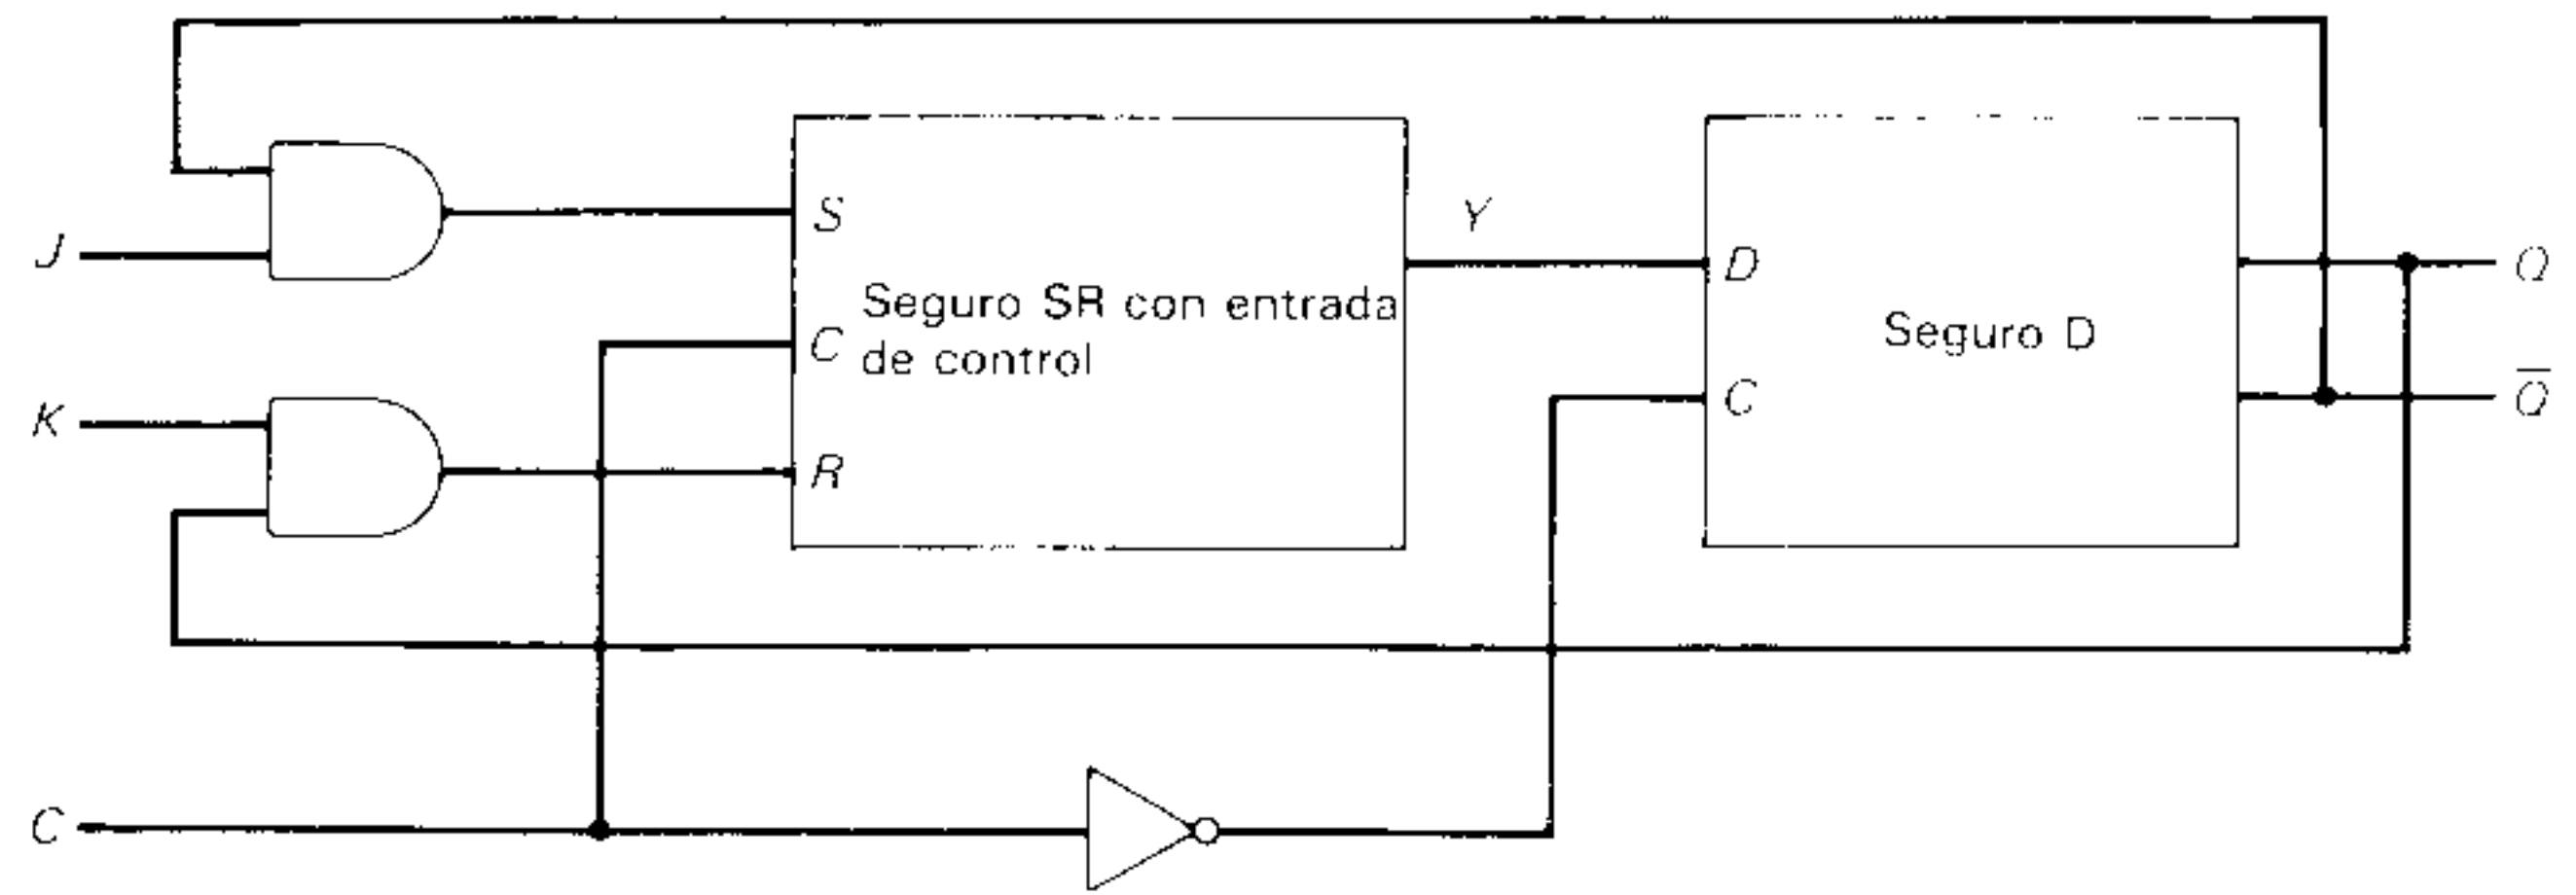 J
K
C
S
C
R
Seguro SR con entrada
de control
Y
D
C
Seguro D
Q
Q̅